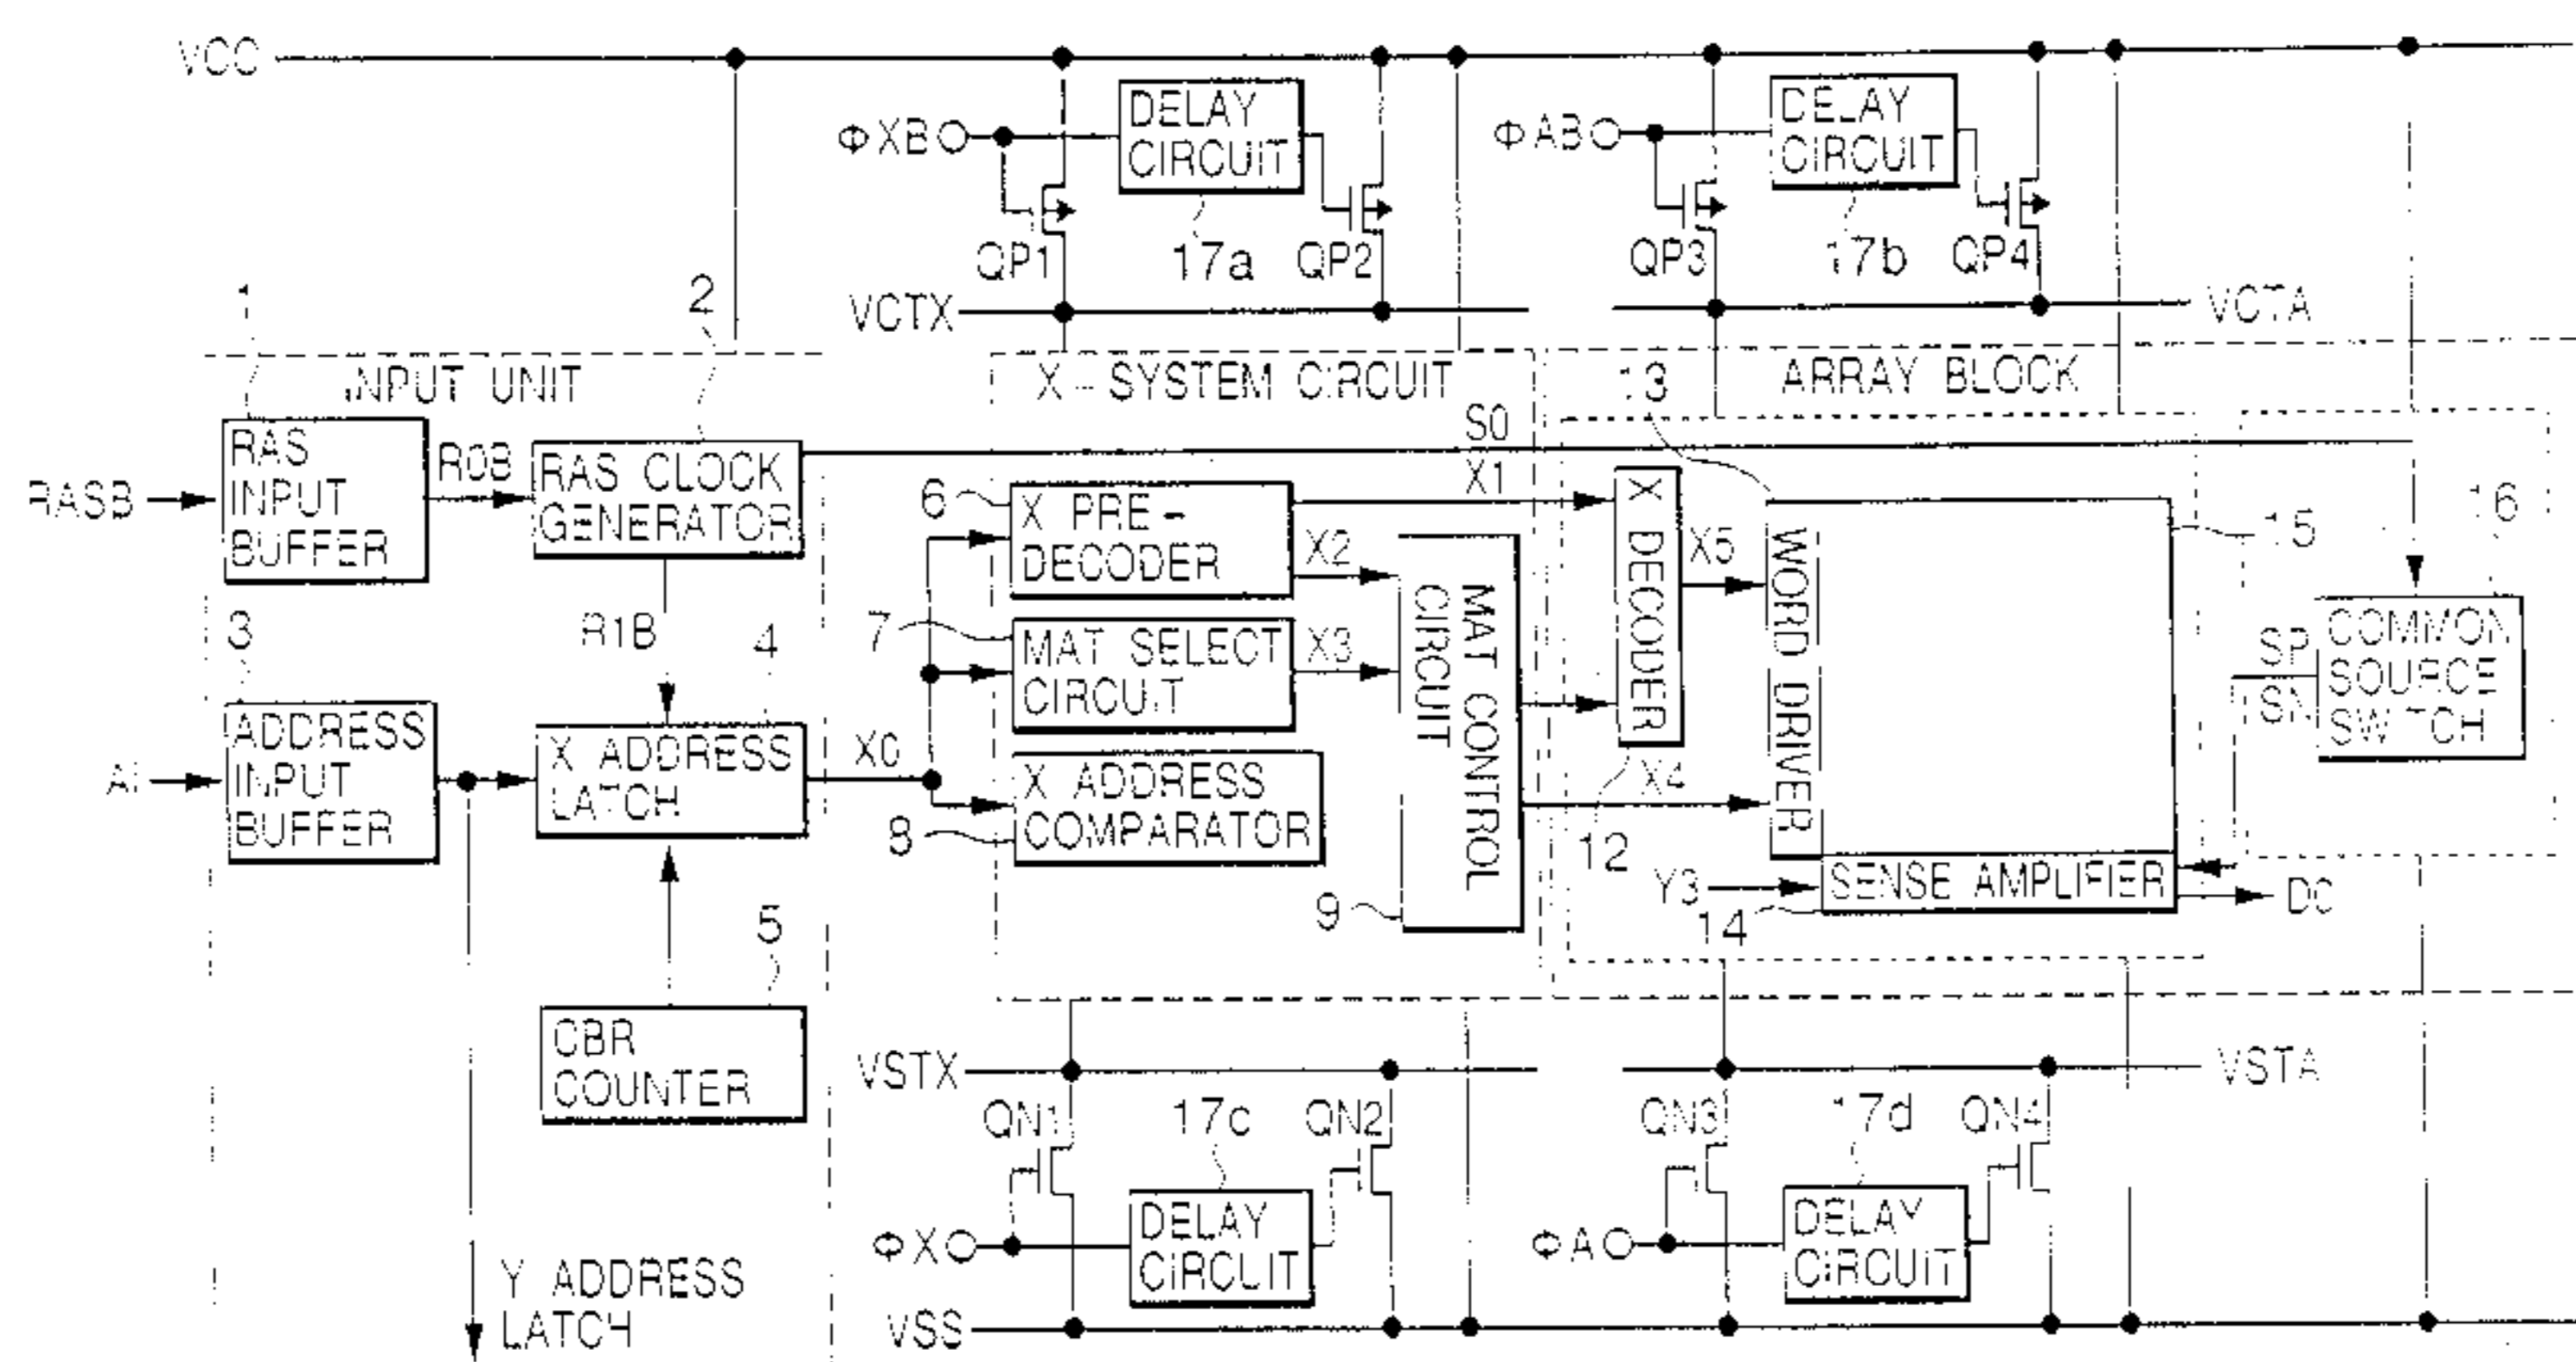 VCC
ΦXB
DELAY
CIRCUIT
QP1
17a
QP2
ΦAB
DELAY
CIRCUIT
QP3
17b
QP4
VCTX
VCTA
1
2
INPUT UNIT
X - SYSTEM CIRCUIT
13
ARRAY BLOCK
RASB
RAS
INPUT
BUFFER
R0B
RAS CLOCK
GENERATOR
S0
X1
6
X PRE-
DECODER
X2
X DECODER
X5
WORD DRIVER
15
16
3
R1B
4
7
MAT SELECT
CIRCUIT
X3
MAT CONTROL
CIRCUIT
SP
SN
COMMON
SOURCE
SWITCH
Ai
ADDRESS
INPUT
BUFFER
X ADDRESS
LATCH
X0
8
X ADDRESS
COMPARATOR
X4
12
9
Y3
SENSE AMPLIFIER
14
5
CBR
COUNTER
VSTX
VSTA
QN1
17c
QN2
QN3
17d
QN4
ΦX
DELAY
CIRCUIT
ΦA
DELAY
CIRCUIT
Y ADDRESS
LATCH
VSS